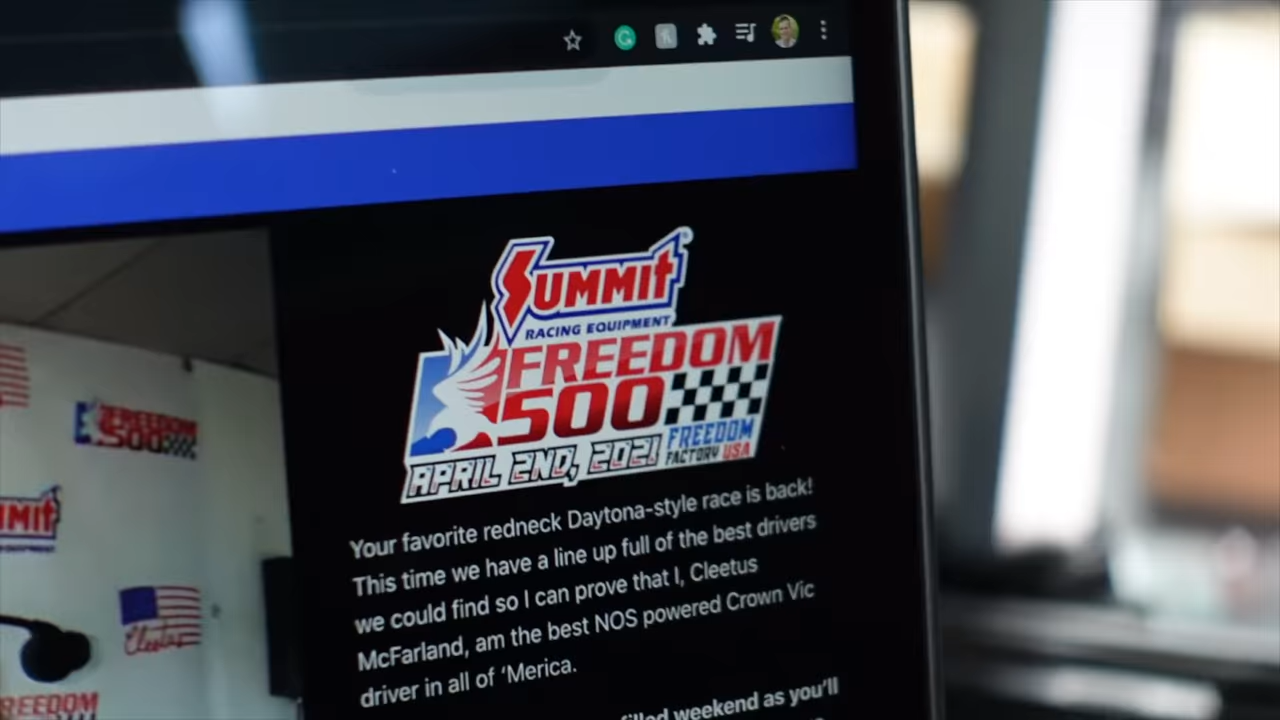 SUMMIT
RACING EQUIPMENT
FREEDOM
500
APRIL 2ND, 2021
FREEDOM
FACTORY USA
FREEDOM
500
MIT
Cleetus
FREEDOM
Your favorite redneck Daytona-style race is back!
This time we have a line up full of the best drivers
we could find so I can prove that I, Cleetus
McFarland, am the best NOS powered Crown Vic
driver in all of ‘Merica.
filled weekend as you’ll